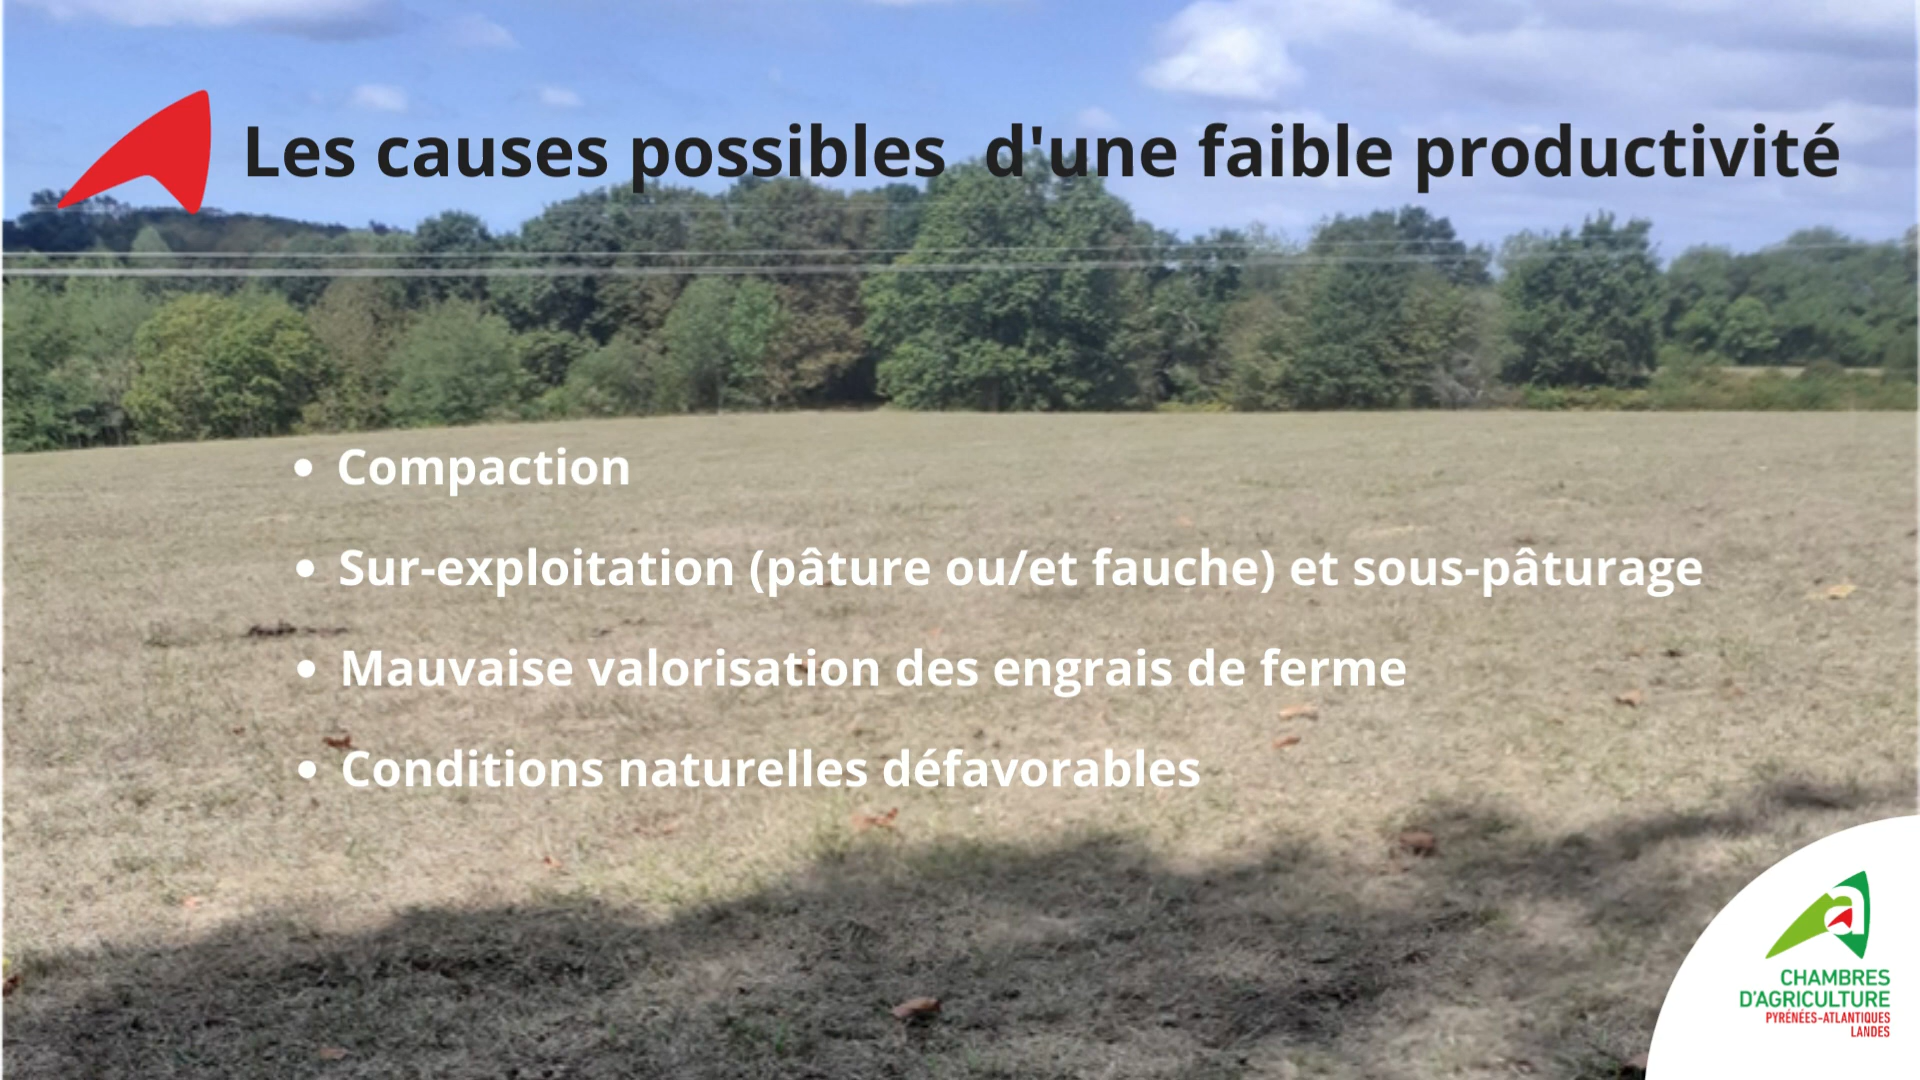 Les causes possibles d'une faible productivité
• Compaction
• Sur-exploitation (pâture ou/et fauche) et sous-pâturage
• Mauvaise valorisation des engrais de ferme
• Conditions naturelles défavorables
a
CHAMBRES
D'AGRICULTURE
PYRÉNÉES-ATLANTIQUES
LANDES